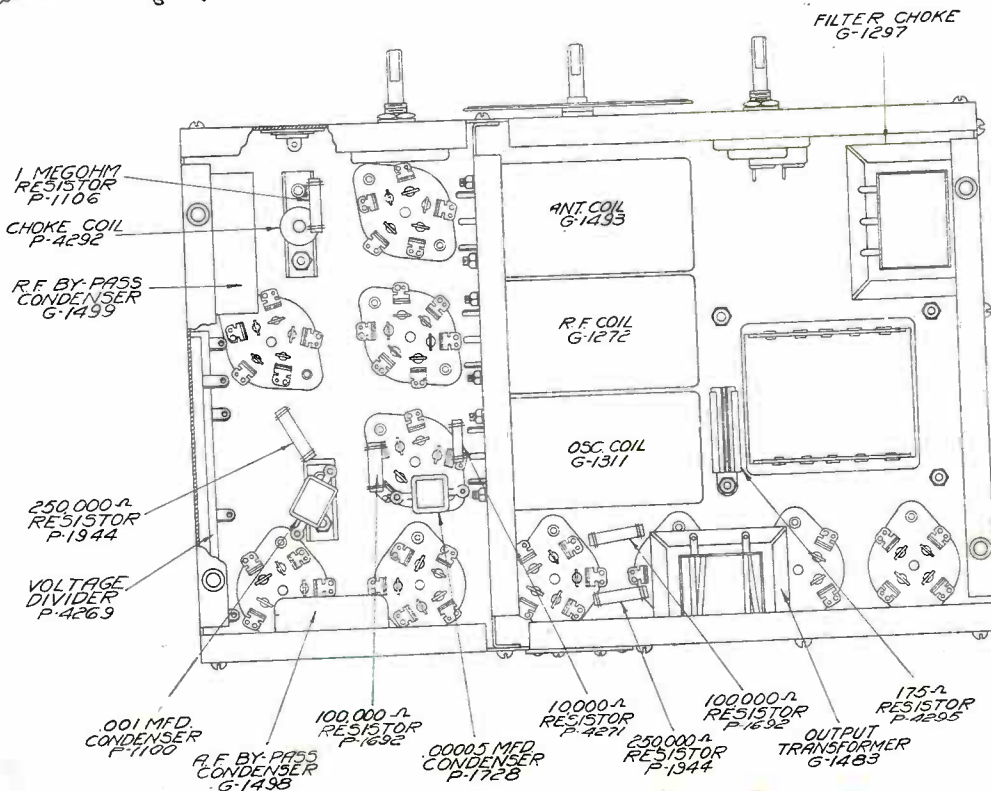 FILTER CHOKE
G-1297
1 MEGOHM
RESISTOR
P-1106
CHOKE COIL
P-4292
R.F. BY-PASS
CONDENSER
G-1499
ANT. COIL
G-1493
R.F. COIL
G-1272
OSC. COIL
G-1311
250,000 Ω
RESISTOR
P-1944
VOLTAGE
DIVIDER
P-4269
.001 MFD.
CONDENSER
P-1100
A.F. BY-PASS
CONDENSER
G-1498
100,000 Ω
RESISTOR
P-1692
.00005 MFD.
CONDENSER
P-1728
10,000 Ω
RESISTOR
P-4271
250,000 Ω
RESISTOR
P-1944
100,000 Ω
RESISTOR
P-1692
OUTPUT
TRANSFORMER
G-1483
175 Ω
RESISTOR
P-4295